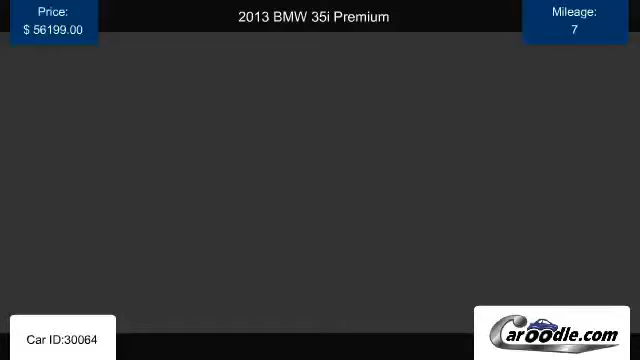 Price:
$ 56199.00
2013 BMW 35i Premium
Mileage:
7
Car ID:30064
Caroodle.com